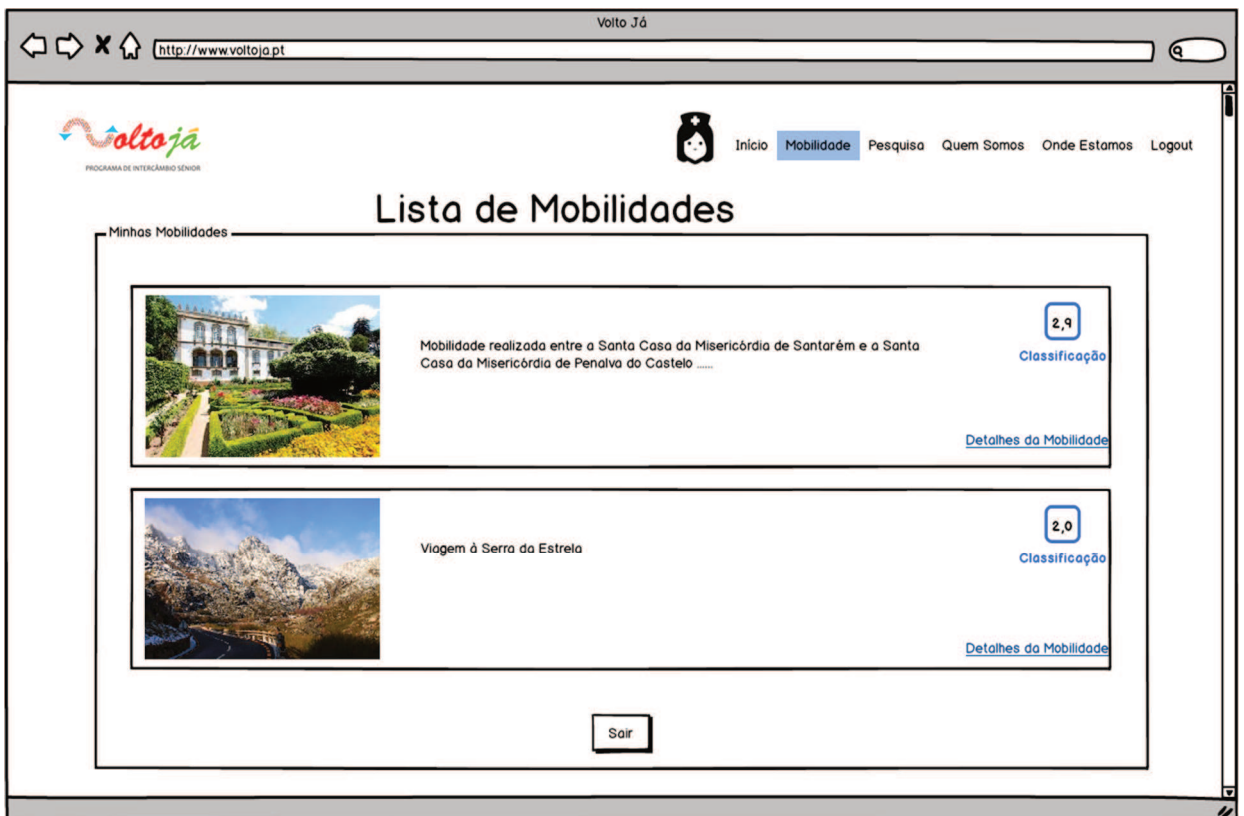 Volto Já
http://www.voltoja.pt
Volto já
PROGRAMA DE INTERCÂMBIO SÉNIOR
Início Mobilidade Pesquisa Quem Somos Onde Estamos Logout
Lista de Mobilidades
Minhas Mobilidades
2,9
Classificação
Mobilidade realizada entre a Santa Casa da Misericórdia de Santarém e a Santa
Casa da Misericórdia de Penalva do Castelo ......
Detalhes da Mobilidade
2,0
Classificação
Viagem à Serra da Estrela
Detalhes da Mobilidade
Sair